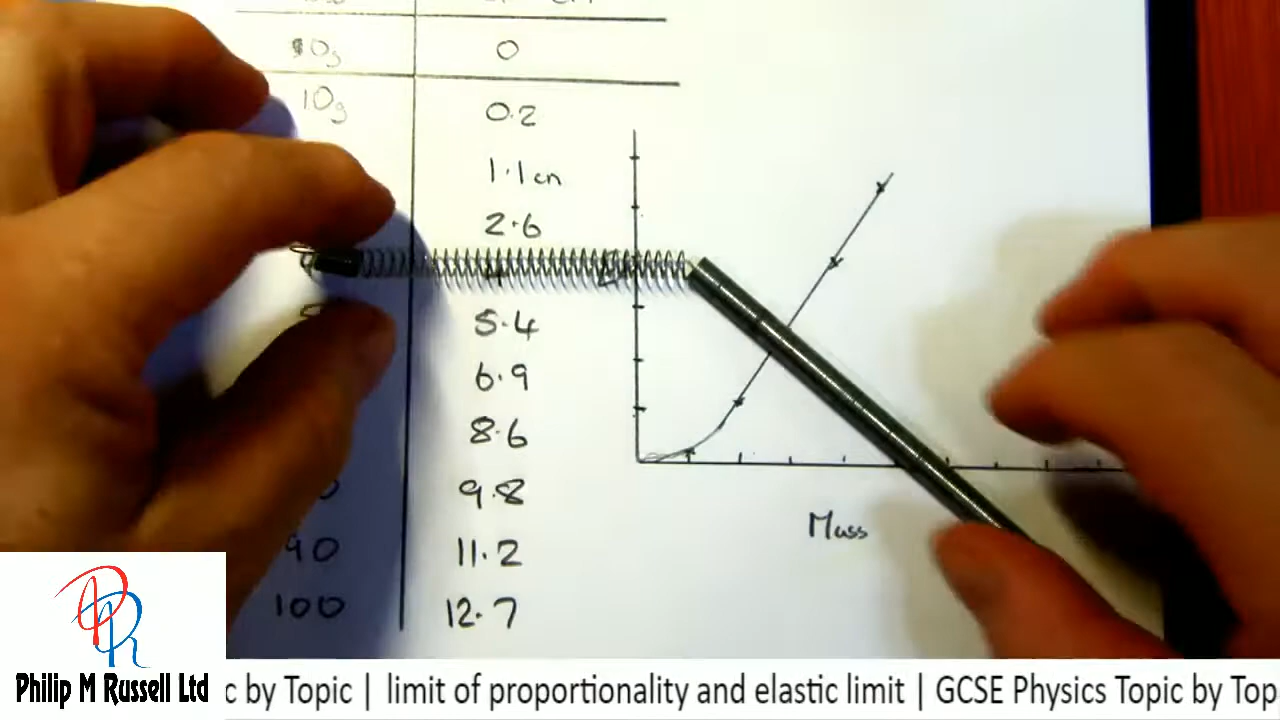 0g 0
10g 0.2
1.1cm
2.6
5.4
6.9
8.6
9.8
90 11.2
100 12.7
Mass
Philip M Russell Ltd
c by Topic | limit of proportionality and elastic limit | GCSE Physics Topic by Top